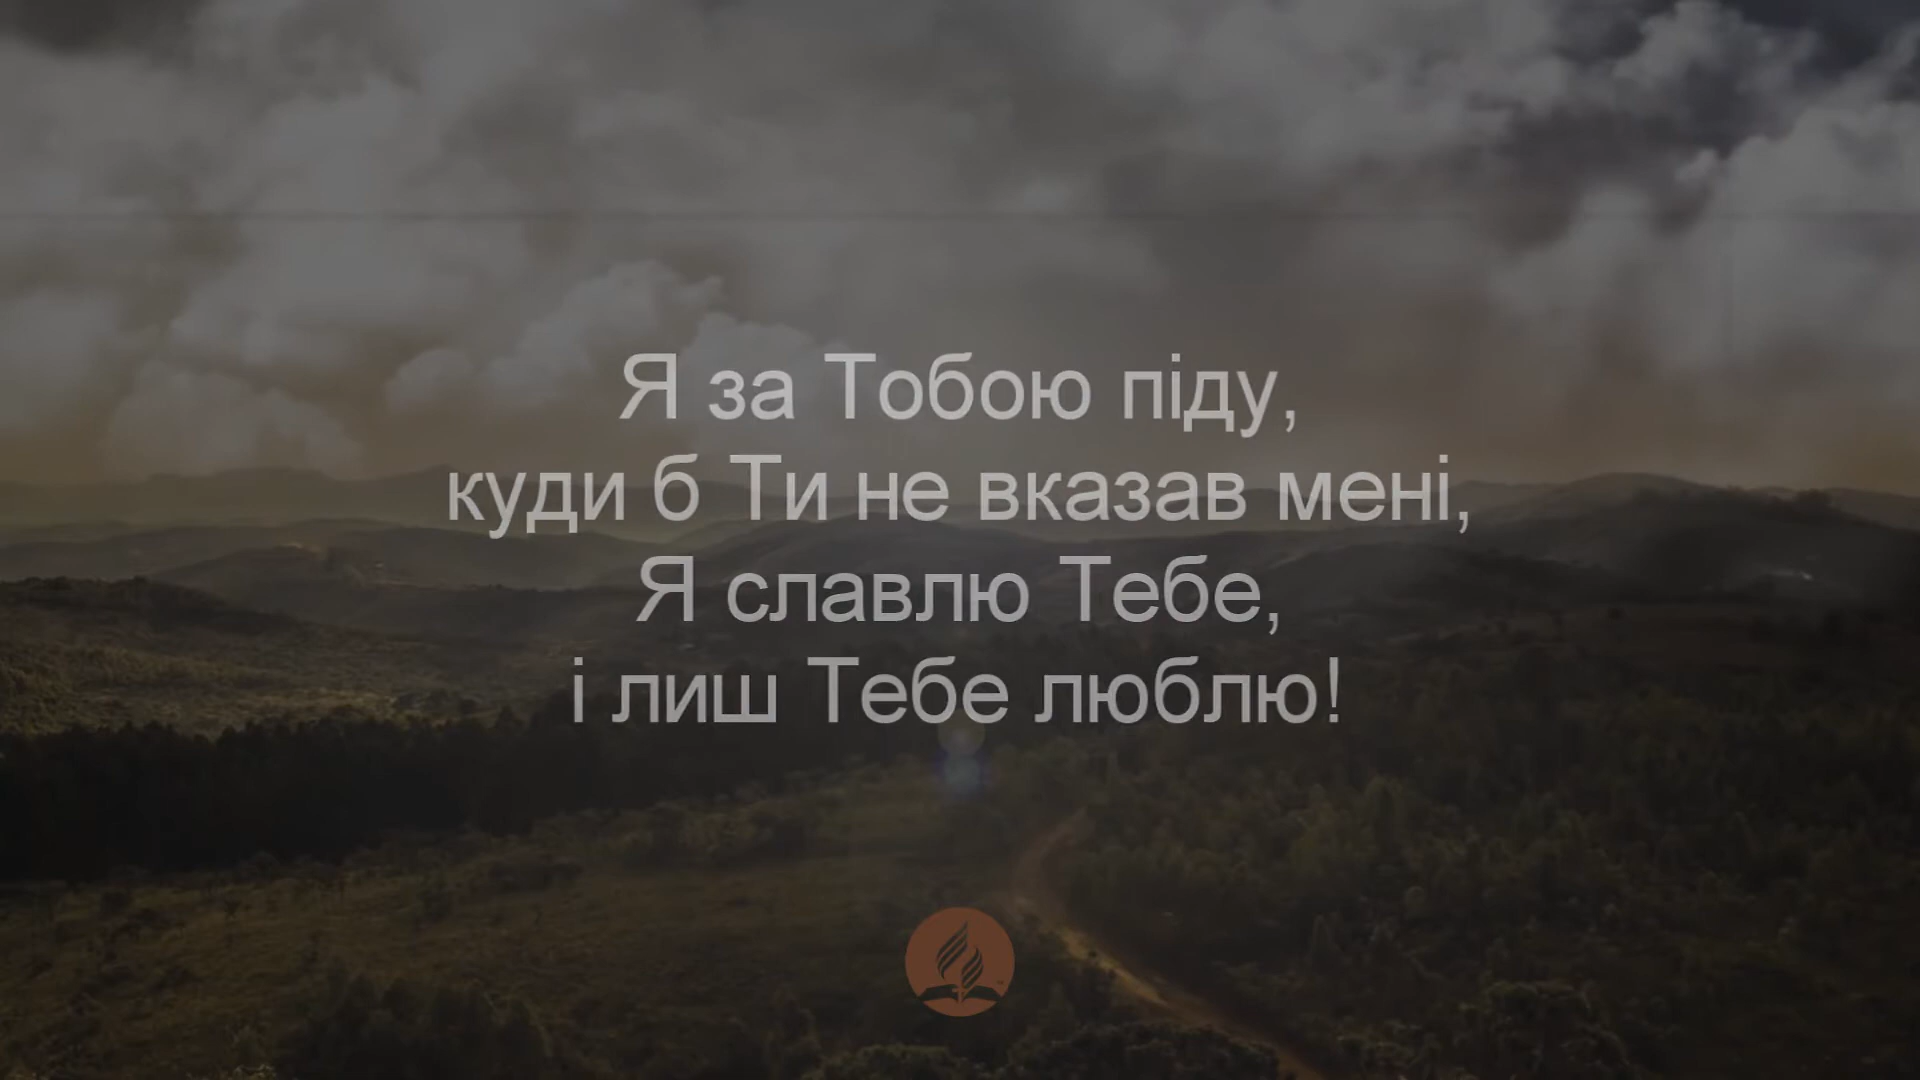 Я за Тобою піду,
куди б Ти не вказав мені,
Я славлю Тебе,
і лиш Тебе люблю!